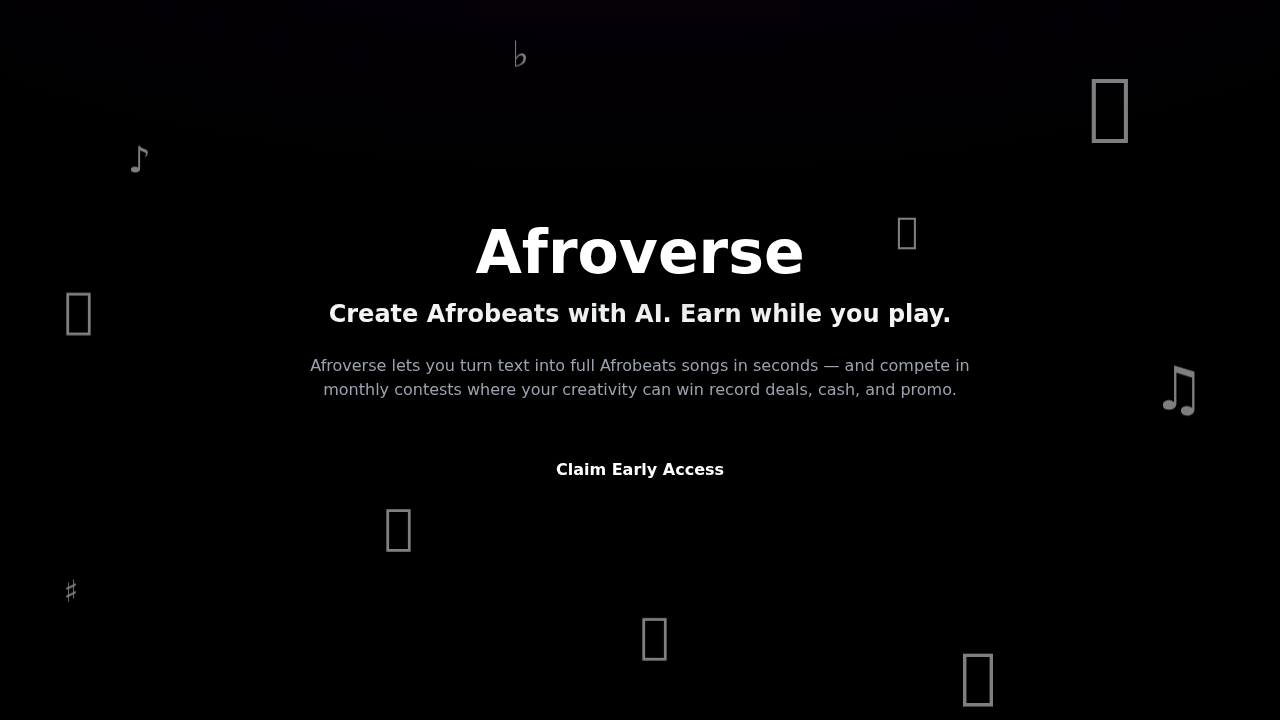 ♭
♪
Afroverse
Create Afrobeats with AI. Earn while you play.
Afroverse lets you turn text into full Afrobeats songs in seconds — and compete in
monthly contests where your creativity can win record deals, cash, and promo.
♫
Claim Early Access
♯